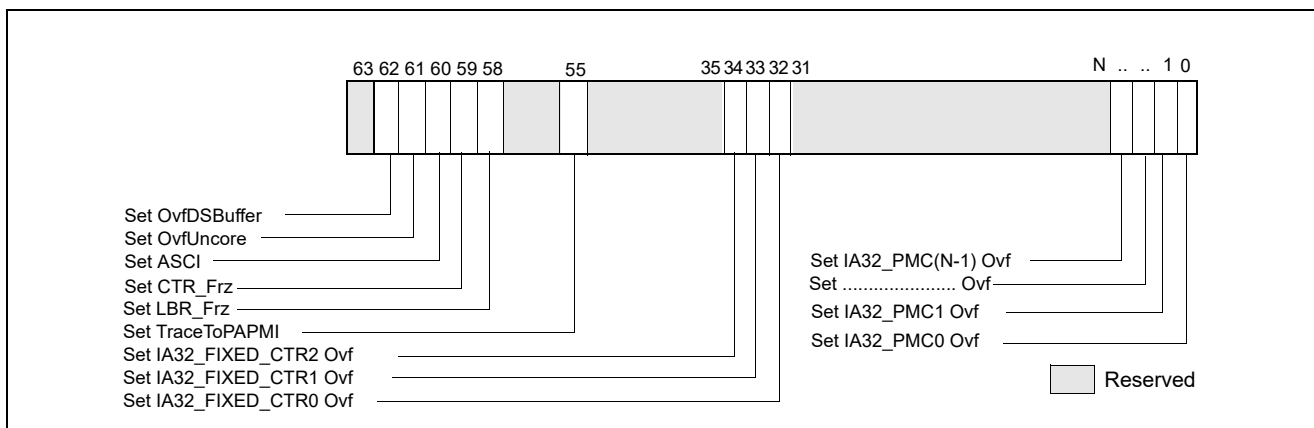 63 62 61 60 59 58 55 35 34 33 32 31 N .. .. 1 0
Set OvfDSBuffer
Set OvfUncore
Set ASCI
Set CTR_Frz
Set LBR_Frz
Set TraceToPAPMI
Set IA32_FIXED_CTR2 Ovf
Set IA32_FIXED_CTR1 Ovf
Set IA32_FIXED_CTR0 Ovf
Set IA32_PMC(N-1) Ovf
Set ...................... Ovf
Set IA32_PMC1 Ovf
Set IA32_PMC0 Ovf
Reserved